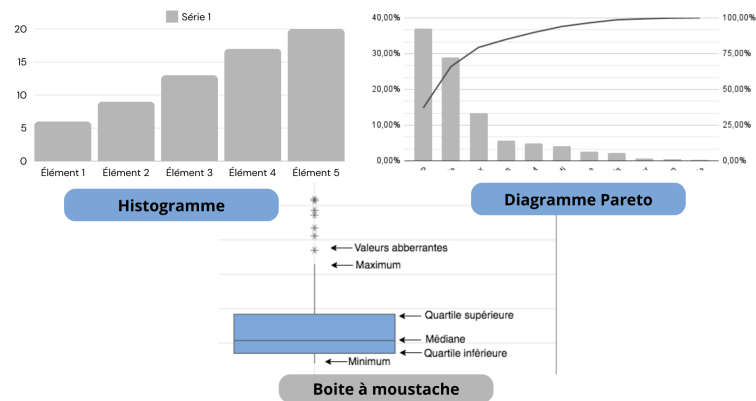 Série 1
20
15
10
5
0
Élément 1 Élément 2 Élément 3 Élément 4 Élément 5
Histogramme
40,00%
30,00%
20,00%
10,00%
0,00%
100,00%
75,00%
50,00%
25,00%
0,00%
Diagramme Pareto
Valeurs abberrantes
Maximum
Quartile supérieure
Médiane
Quartile inférieure
Minimum
Boite à moustache